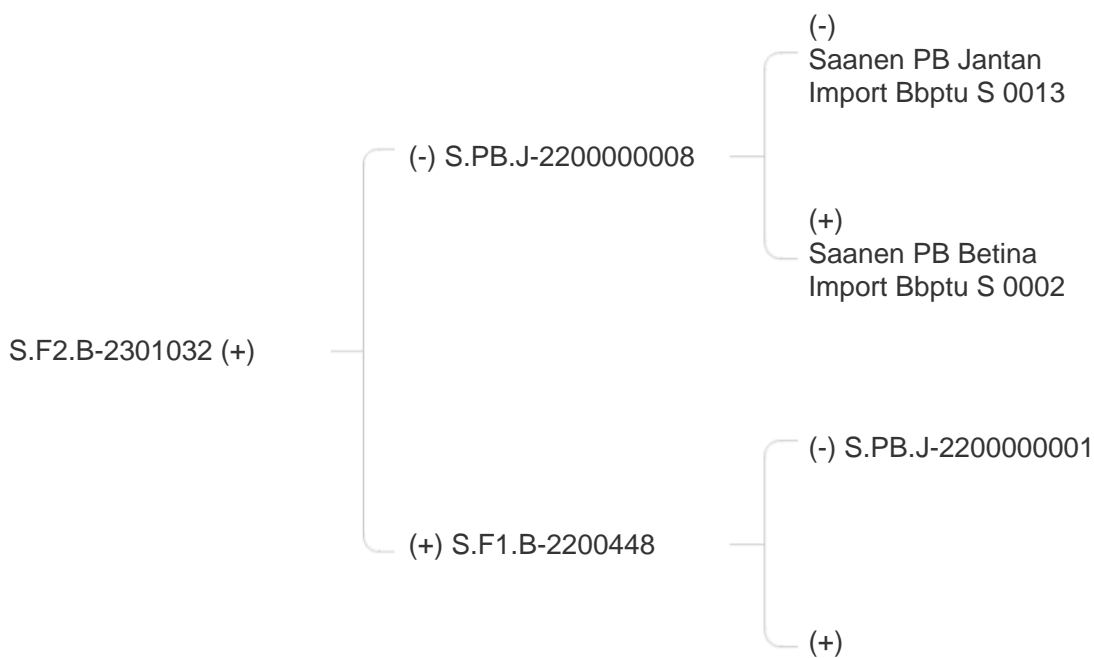 (-)
Saanen PB Jantan
Import Bbptu S 0013
(-) S.PB.J-2200000008
(+)
Saanen PB Betina
Import Bbptu S 0002
S.F2.B-2301032 (+)
(-) S.PB.J-2200000001
(+) S.F1.B-2200448
(+)